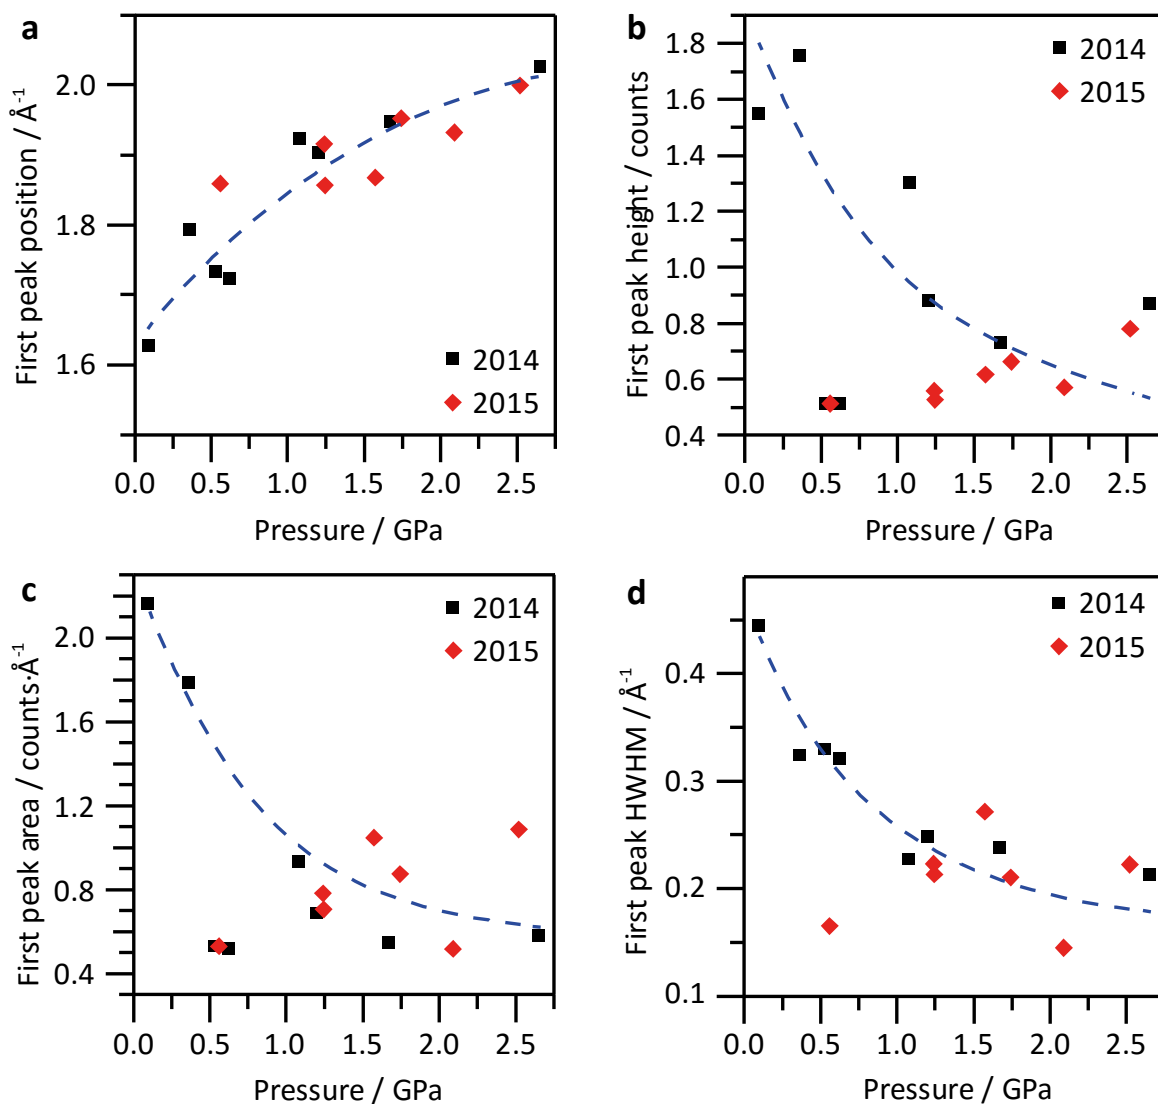 a
First peak position / Å⁻¹
2.0
1.8
1.6
2014
2015
0.0 0.5 1.0 1.5 2.0 2.5
Pressure / GPa
b
First peak height / counts
1.8
1.6
1.4
1.2
1.0
0.8
0.6
0.4
2014
2015
0.0 0.5 1.0 1.5 2.0 2.5
Pressure / GPa
c
First peak area / counts·Å⁻¹
2.0
1.6
1.2
0.8
0.4
2014
2015
0.0 0.5 1.0 1.5 2.0 2.5
Pressure / GPa
d
First peak HWHM / Å⁻¹
0.4
0.3
0.2
0.1
2014
2015
0.0 0.5 1.0 1.5 2.0 2.5
Pressure / GPa